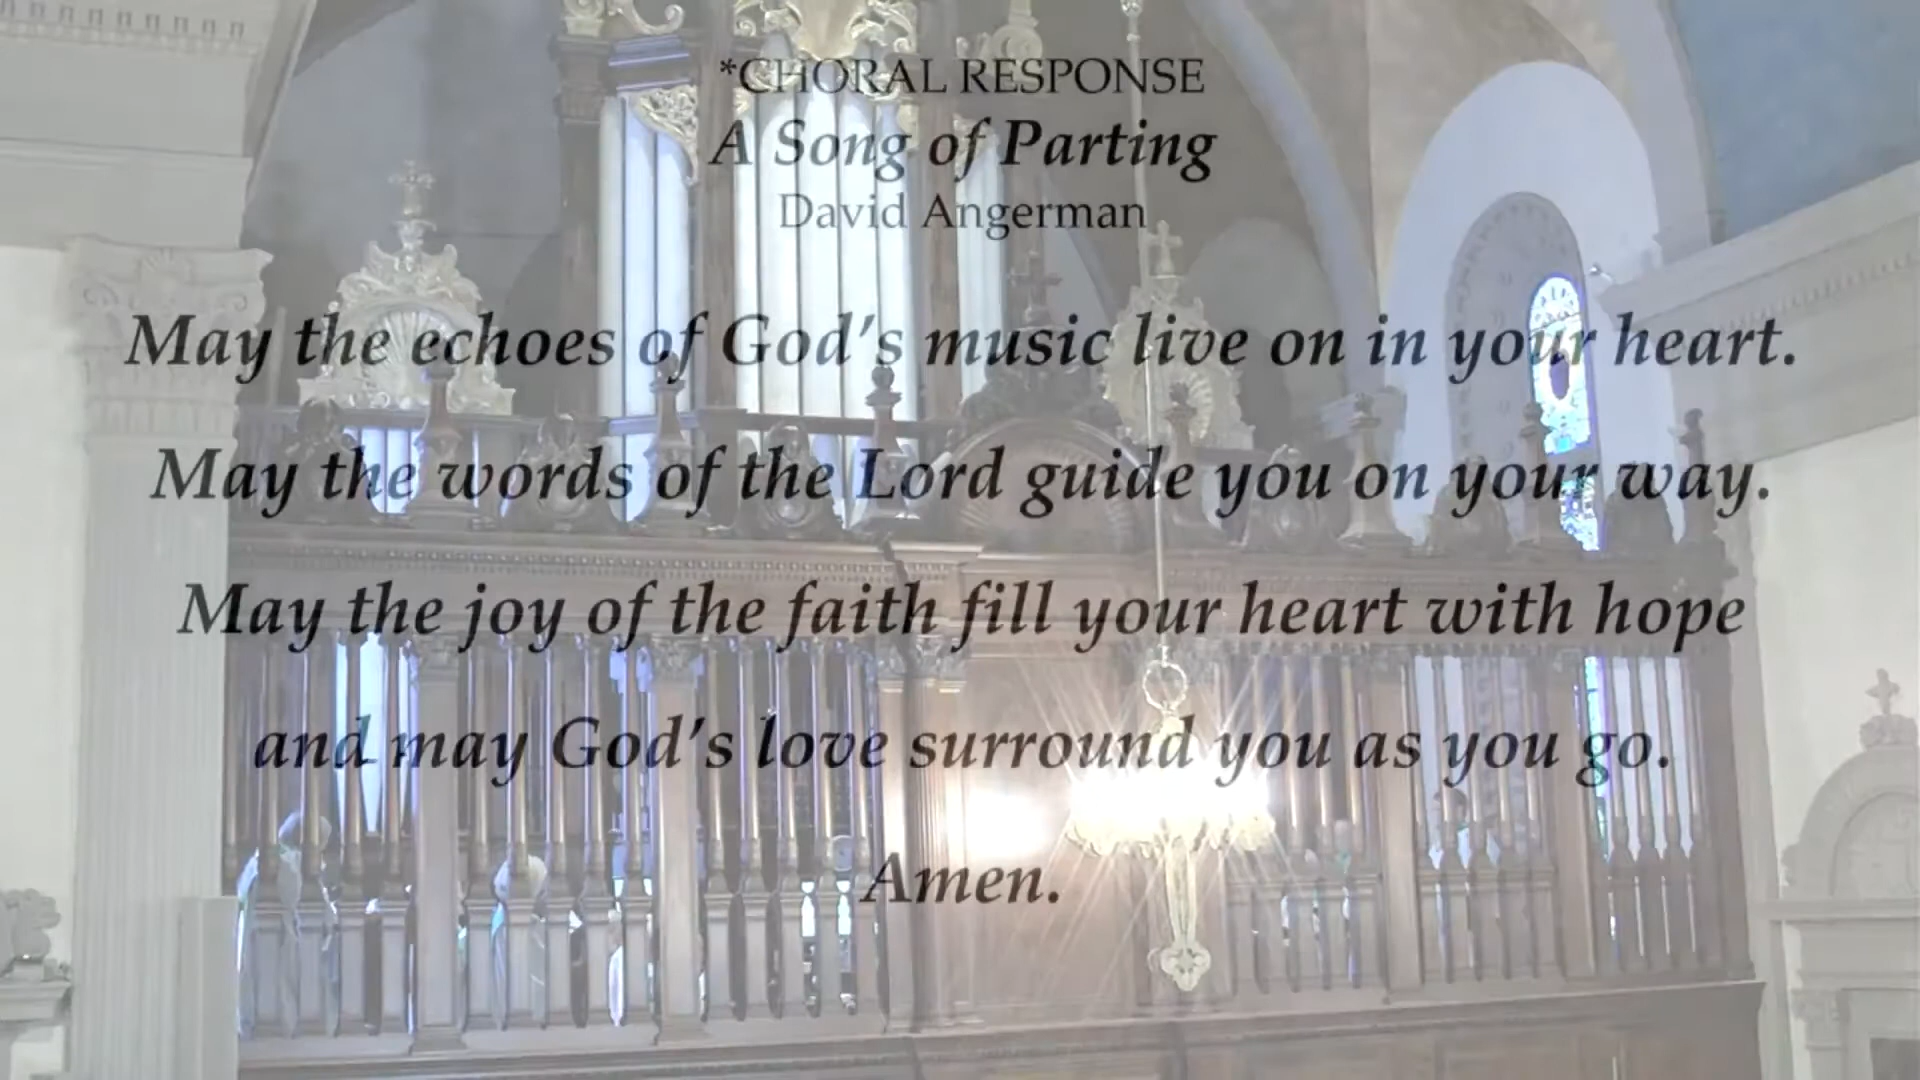 *CHORAL RESPONSE
A Song of Parting
David Angerman
May the echoes of God's music live on in your heart.
May the words of the Lord guide you on your way.
May the joy of the faith fill your heart with hope
and may God's love surround you as you go.
Amen.